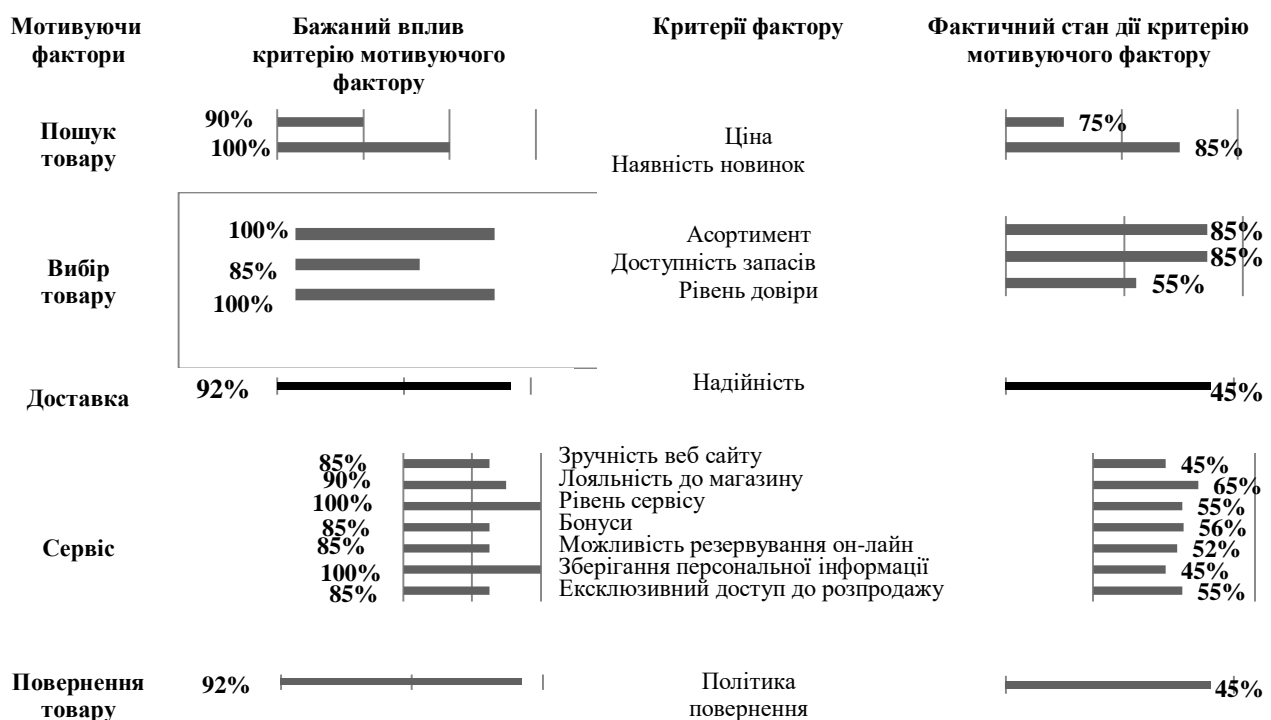 Мотивуючи фактори
Бажаний вплив критерію мотивуючого фактору
Критерії фактору
Фактичний стан дії критерію мотивуючого фактору
Пошук товару
90%
100%
Ціна
Наявність новинок
75%
85%
Вибір товару
100%
85%
100%
Асортимент
Доступність запасів
Рівень довіри
85%
85%
55%
Доставка
92%
Надійність
45%
Сервіс
85%
90%
100%
85%
85%
100%
85%
Зручність веб сайту
Лояльність до магазину
Рівень сервісу
Бонуси
Можливість резервування он-лайн
Зберігання персональної інформації
Ексклюзивний доступ до розпродажу
45%
65%
55%
56%
52%
45%
55%
Повернення товару
92%
Політика повернення
45%